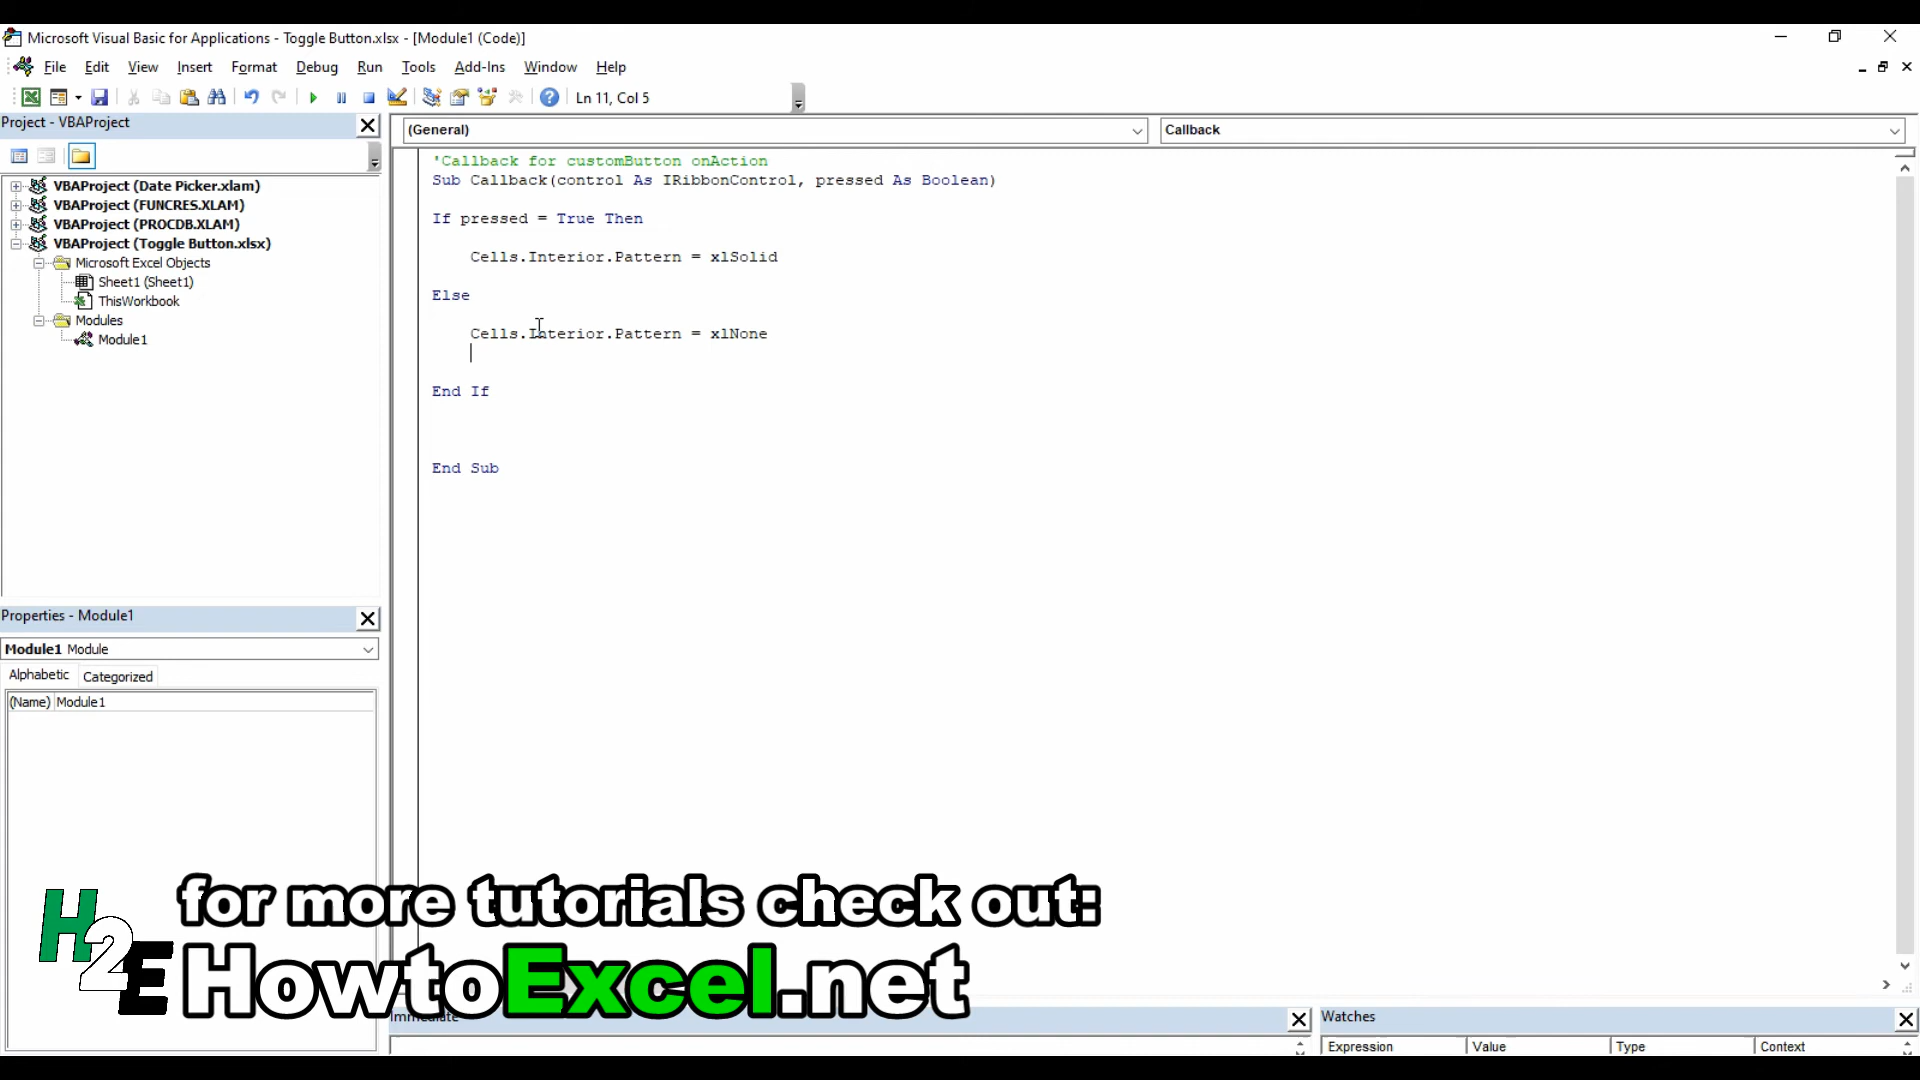 Microsoft Visual Basic for Applications - Toggle Button.xlsx - [Module1 (Code)]
File Edit View Insert Format Debug Run Tools Add-Ins Window Help
Ln 11, Col 5
Project - VBAProject
VBAProject (Date Picker.xlam)
VBAProject (FUNCRES.XLAM)
VBAProject (PROCDB.XLAM)
VBAProject (Toggle Button.xlsx)
Microsoft Excel Objects
Sheet1 (Sheet1)
ThisWorkbook
Modules
Module1
Properties - Module1
Module1 Module
Alphabetic Categorized
(Name) Module1
(General) Callback
'Callback for customButton onAction
Sub Callback(control As IRibbonControl, pressed As Boolean)
If pressed = True Then
Cells.Interior.Pattern = xlSolid
Else
Cells.Interior.Pattern = xlNone
End If
End Sub
for more tutorials check out:
H2E HowtoExcel.net
Immediate
Watches
Expression Value Type Context